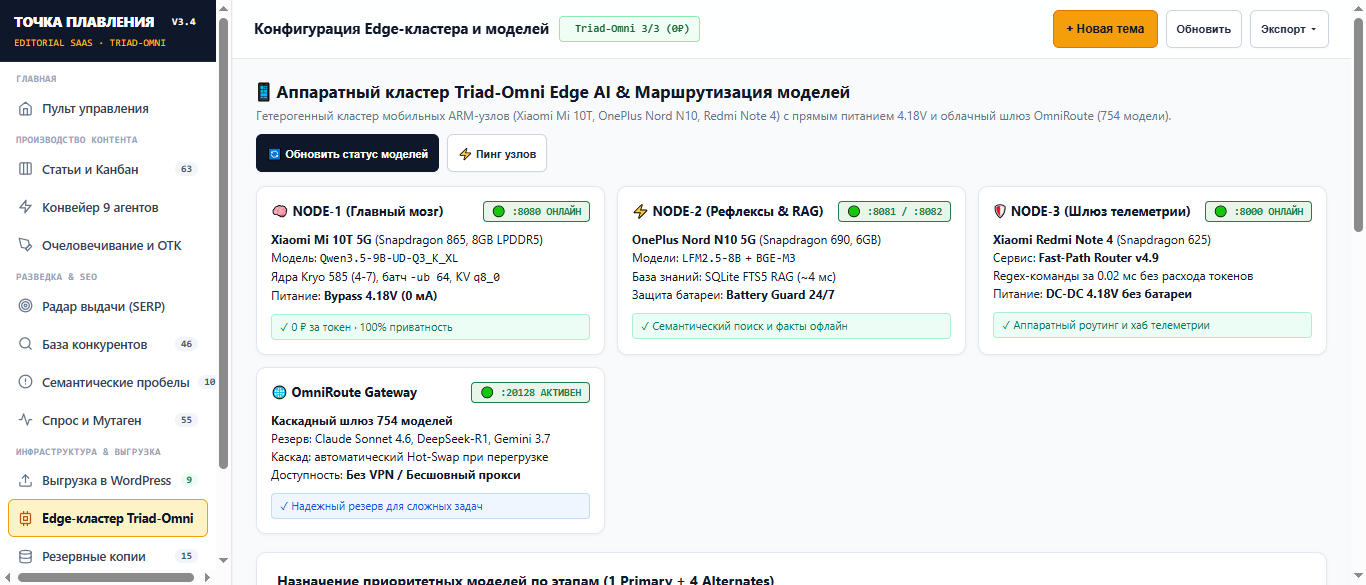 ТОЧКА ПЛАВЛЕНИЯ V3.4
EDITORIAL SAAS · TRIAD-OMNI
ГЛАВНАЯ
Пульт управления
ПРОИЗВОДСТВО КОНТЕНТА
Статьи и Канбан 63
Конвейер 9 агентов
Очеловечивание и ОТК
РАЗВЕДКА & SEO
Радар выдачи (SERP)
База конкурентов 46
Семантические пробелы 10
Спрос и Мутаген 55
ИНФРАСТРУКТУРА & ВЫГРУЗКА
Выгрузка в WordPress 9
Edge-кластер Triad-Omni
Резервные копии 15
Конфигурация Edge-кластера и моделей
Triad-Omni 3/3 (0₽)
+ Новая тема
Обновить
Экспорт
Аппаратный кластер Triad-Omni Edge AI & Маршрутизация моделей
Гетерогенный кластер мобильных ARM-узлов (Xiaomi Mi 10T, OnePlus Nord N10, Redmi Note 4) с прямым питанием 4.18V и облачный шлюз OmniRoute (754 модели).
Обновить статус моделей
Пинг узлов
NODE-1 (Главный мозг) :8080 ОНЛАЙН
Xiaomi Mi 10T 5G (Snapdragon 865, 8GB LPDDR5)
Модель: Qwen3.5-9B-UD-Q3_K_XL
Ядра Kryo 585 (4-7), батч -ub 64, KV q8_0
Питание: Bypass 4.18V (0 мА)
✓ 0 ₽ за токен · 100% приватность
NODE-2 (Рефлексы & RAG) :8081 / :8082
OnePlus Nord N10 5G (Snapdragon 690, 6GB)
Модели: LFM2.5-8B + BGE-M3
База знаний: SQLite FTS5 RAG (~4 мс)
Защита батареи: Battery Guard 24/7
✓ Семантический поиск и факты офлайн
NODE-3 (Шлюз телеметрии) :8000 ОНЛАЙН
Xiaomi Redmi Note 4 (Snapdragon 625)
Сервис: Fast-Path Router v4.9
Regex-команды за 0.02 мс без расхода токенов
Питание: DC-DC 4.18V без батареи
✓ Аппаратный роутинг и хаб телеметрии
OmniRoute Gateway :20128 АКТИВЕН
Каскадный шлюз 754 моделей
Резерв: Claude Sonnet 4.6, DeepSeek-R1, Gemini 3.7
Каскад: автоматический Hot-Swap при перегрузке
Доступность: Без VPN / Бесшовный прокси
✓ Надежный резерв для сложных задач
Назначение приоритетных моделей по этапам (1 Primary + 4 Alternates)